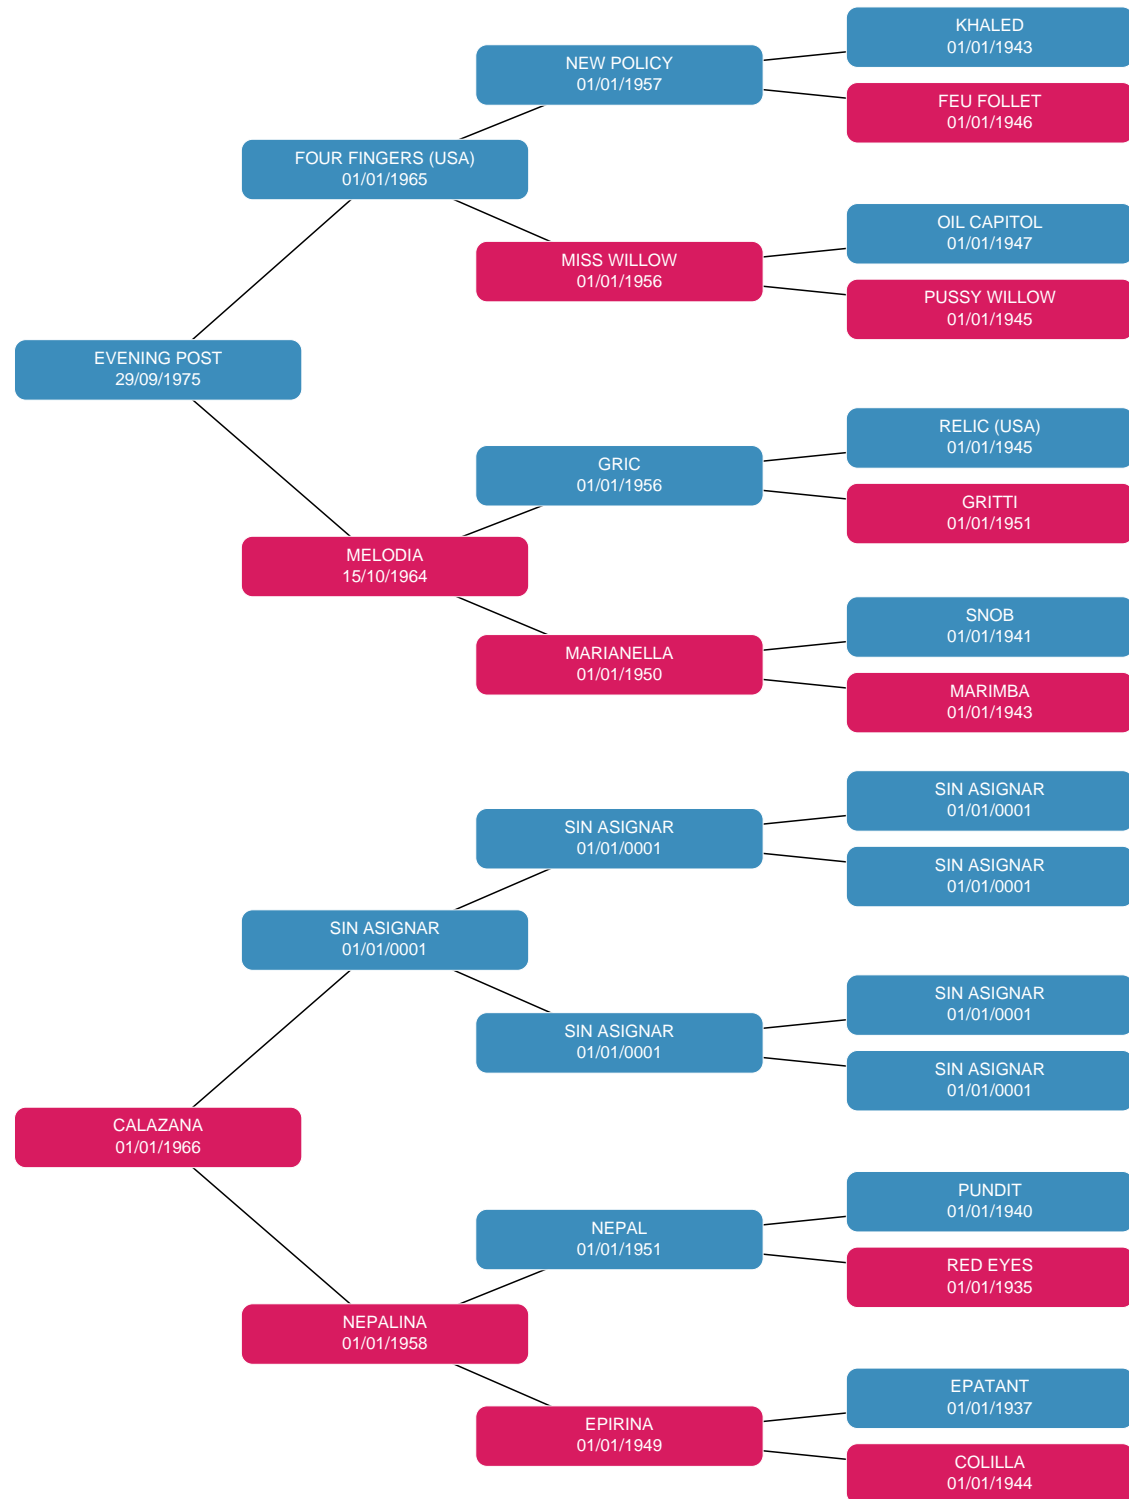 KHALED
01/01/1943
NEW POLICY
01/01/1957
FEU FOLLET
01/01/1946
FOUR FINGERS (USA)
01/01/1965
OIL CAPITOL
01/01/1947
MISS WILLOW
01/01/1956
PUSSY WILLOW
01/01/1945
EVENING POST
29/09/1975
RELIC (USA)
01/01/1945
GRIC
01/01/1956
GRITTI
01/01/1951
MELODIA
15/10/1964
SNOB
01/01/1941
MARIANELLA
01/01/1950
MARIMBA
01/01/1943
SIN ASIGNAR
01/01/0001
SIN ASIGNAR
01/01/0001
SIN ASIGNAR
01/01/0001
SIN ASIGNAR
01/01/0001
SIN ASIGNAR
01/01/0001
SIN ASIGNAR
01/01/0001
SIN ASIGNAR
01/01/0001
CALAZANA
01/01/1966
PUNDIT
01/01/1940
NEPAL
01/01/1951
RED EYES
01/01/1935
NEPALINA
01/01/1958
EPATANT
01/01/1937
EPIRINA
01/01/1949
COLILLA
01/01/1944